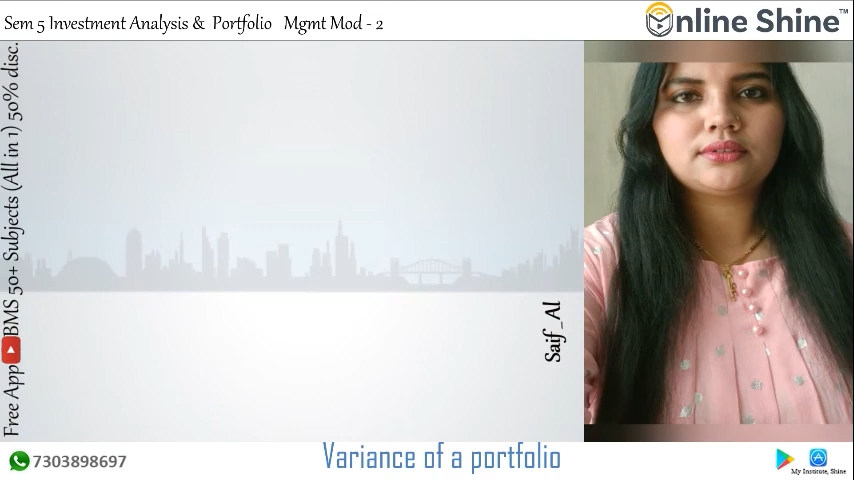 Sem 5 Investment Analysis & Portfolio Mgmt Mod - 2
Online Shine™
Free App BMS 50+ Subjects (All in 1) 50% disc.
Saif_Al
7303898697
Variance of a portfolio
My Institute, Shine